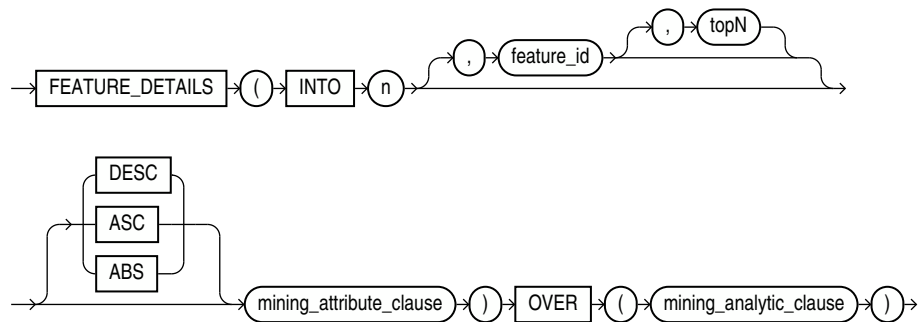 , topN
, feature_id
FEATURE_DETAILS ( INTO n
DESC
ASC
ABS
mining_attribute_clause ) OVER ( mining_analytic_clause )